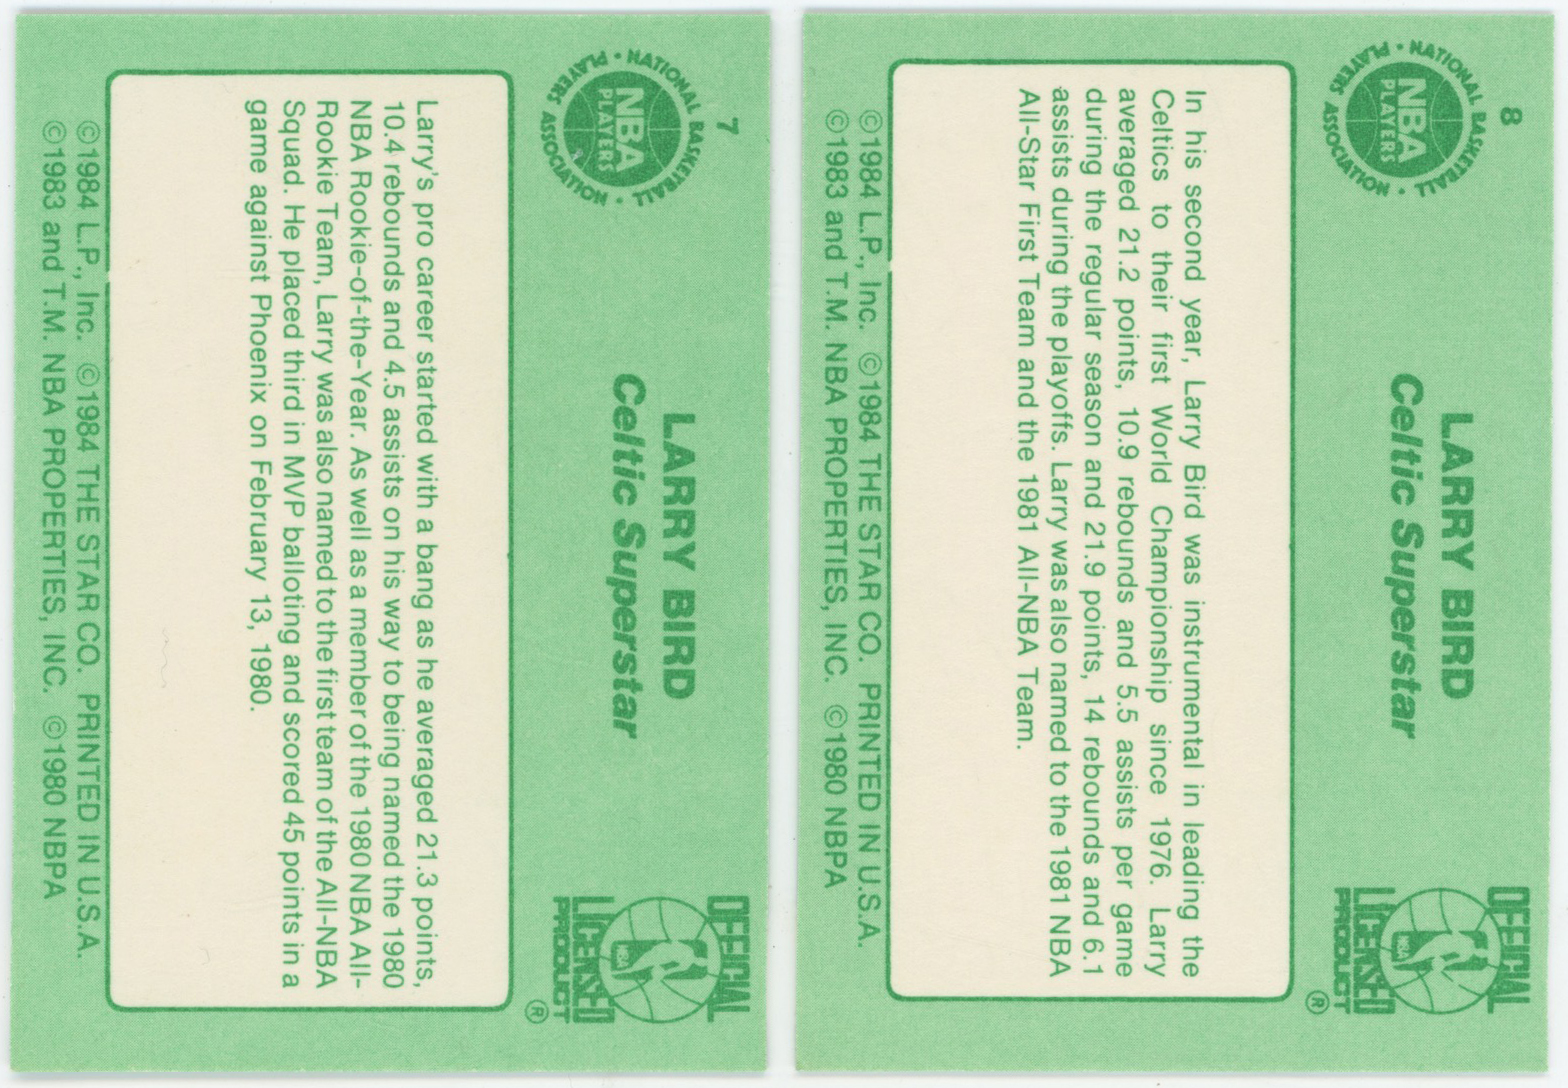 7
NATIONAL BASKETBALL
PLAYERS ASSOCIATION
NBA
PLAYERS
LARRY BIRD
Celtic Superstar
OFFICIAL
NBA
LICENSED
PRODUCT
®
Larry's pro career started with a bang as he averaged 21.3 points,
10.4 rebounds and 4.5 assists on his way to being named the 1980
NBA Rookie-of-the-Year. As well as a member of the 1980 NBA All-
Rookie Team, Larry was also named to the first team of the All-NBA
Squad. He placed third in MVP balloting and scored 45 points in a
game against Phoenix on February 13, 1980.
©1984 L.P., Inc. ©1984 THE STAR CO. PRINTED IN U.S.A.
©1983 and T.M. NBA PROPERTIES, INC. ©1980 NBPA
8
NATIONAL BASKETBALL
PLAYERS ASSOCIATION
NBA
PLAYERS
LARRY BIRD
Celtic Superstar
OFFICIAL
NBA
LICENSED
PRODUCT
®
In his second year, Larry Bird was instrumental in leading the
Celtics to their first World Championship since 1976. Larry
averaged 21.2 points, 10.9 rebounds and 5.5 assists per game
during the regular season and 21.9 points, 14 rebounds and 6.1
assists during the playoffs. Larry was also named to the 1981 NBA
All-Star First Team and the 1981 All-NBA Team.
©1984 L.P., Inc. ©1984 THE STAR CO. PRINTED IN U.S.A.
©1983 and T.M. NBA PROPERTIES, INC. ©1980 NBPA